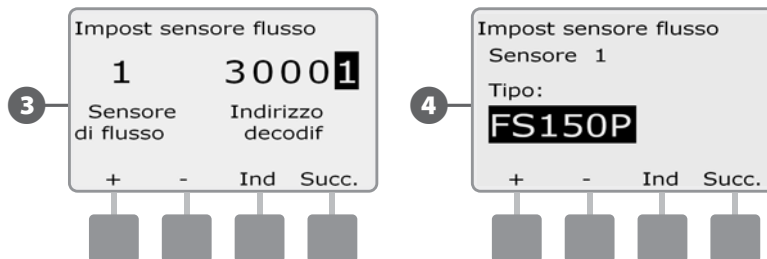 3
Impost sensore flusso
1 30001
Sensore Indirizzo
di flusso decodif
+ - Ind Succ.
4
Impost sensore flusso
Sensore 1
Tipo:
FS150P
+ - Ind Succ.